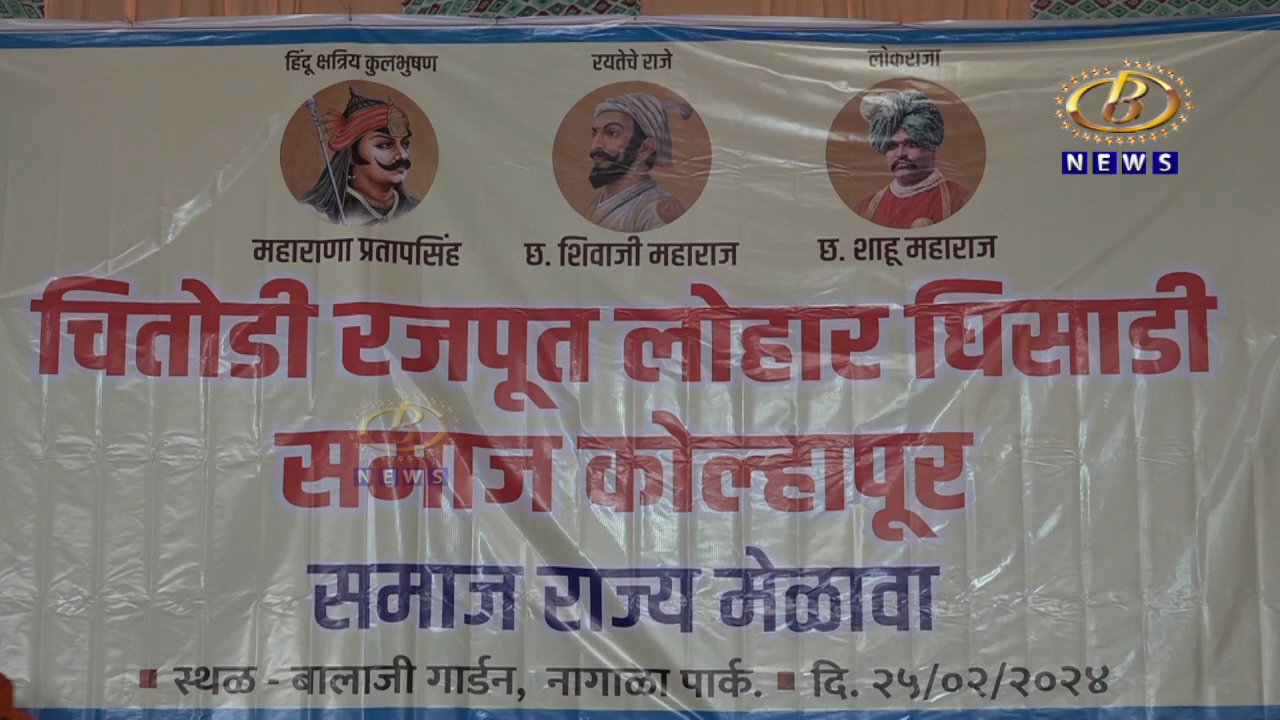 हिंदू क्षत्रिय कुलभुषण रयतेचे राजे लोकराजा
B
NEWS
महाराणा प्रतापसिंह छ. शिवाजी महाराज छ. शाहू महाराज
चितोडी रजपूत लोहार घिसाडी
समाज कोल्हापूर
B
NEWS
समाज राज्य मेळावा
▪ स्थळ - बालाजी गार्डन, नागाळा पार्क. ▪ दि. २५/०२/२०२४